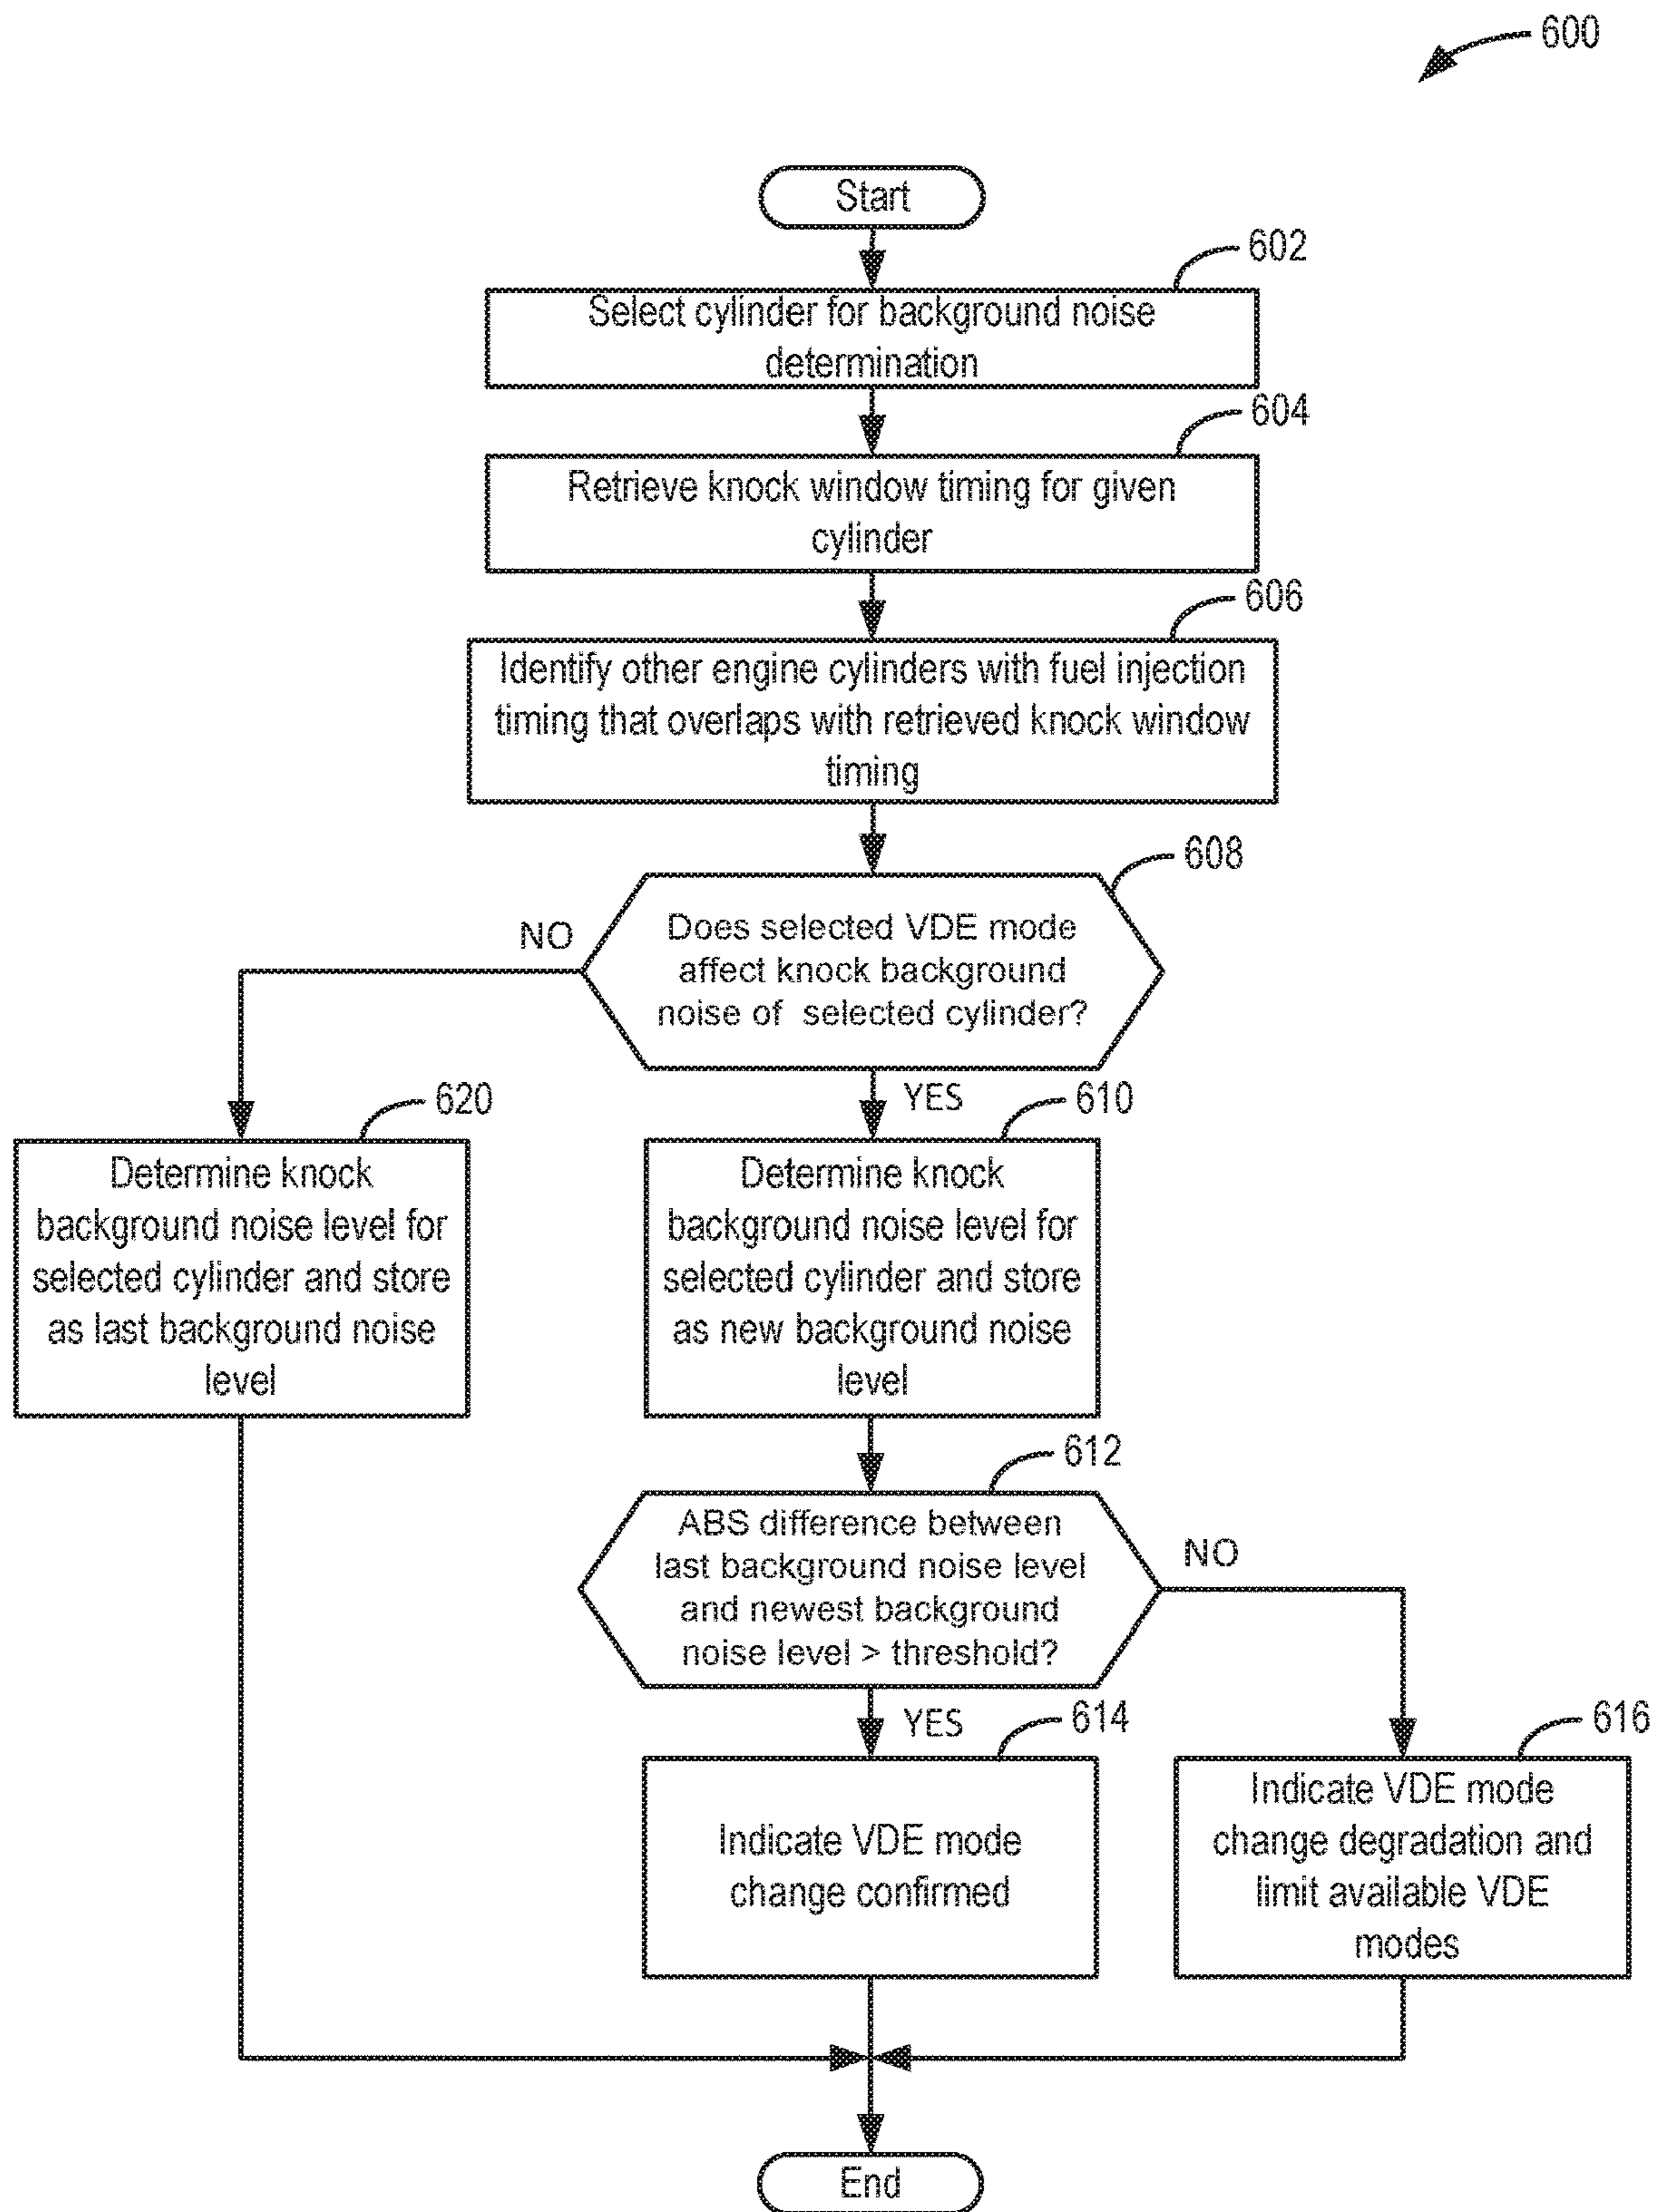 600
Start
602
Select cylinder for background noise
determination
604
Retrieve knock window timing for given
cylinder
606
Identify other engine cylinders with fuel injection
timing that overlaps with retrieved knock window
timing
608
Does selected VDE mode
affect knock background
noise of selected cylinder?
NO
YES
620
Determine knock
background noise level for
selected cylinder and store
as last background noise
level
610
Determine knock
background noise level for
selected cylinder and store
as new background noise
level
612
ABS difference between
last background noise level
and newest background
noise level > threshold?
NO
YES
614
Indicate VDE mode
change confirmed
616
Indicate VDE mode
change degradation and
limit available VDE
modes
End